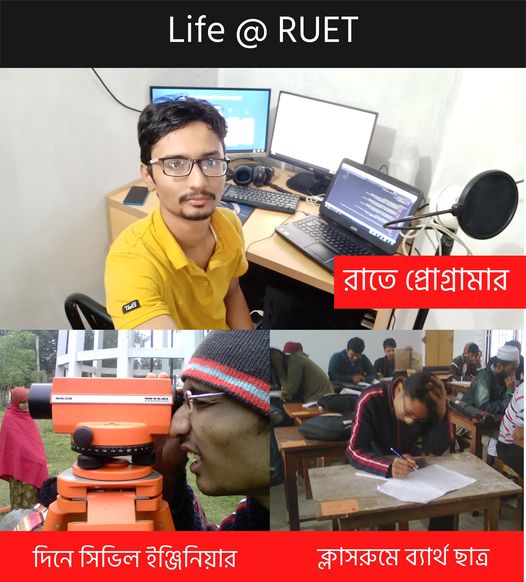 Life @ RUET
রাতে প্রোগ্রামার
দিনে সিভিল ইঞ্জিনিয়ার
ক্লাসরুমে ব্যার্থ ছাত্র